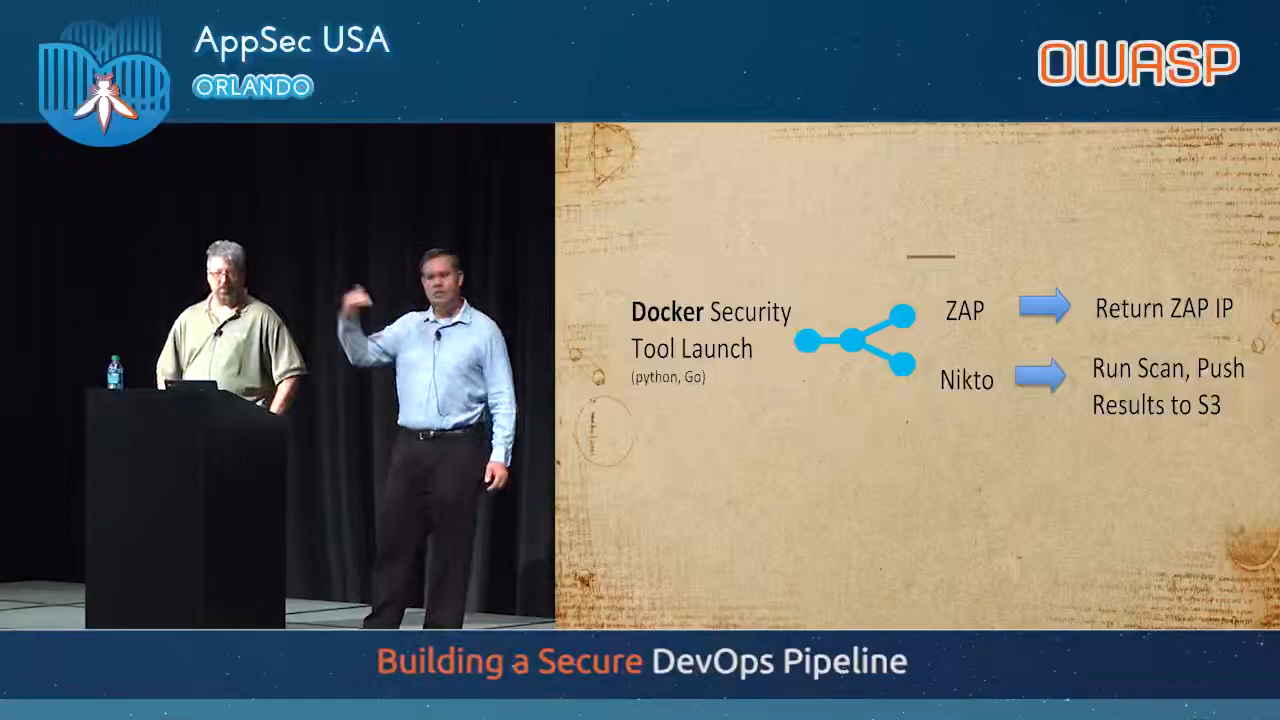 AppSec USA
ORLANDO
OWASP
Docker Security
Tool Launch
(python, Go)
ZAP
Return ZAP IP
Nikto
Run Scan, Push
Results to S3
Building a Secure DevOps Pipeline